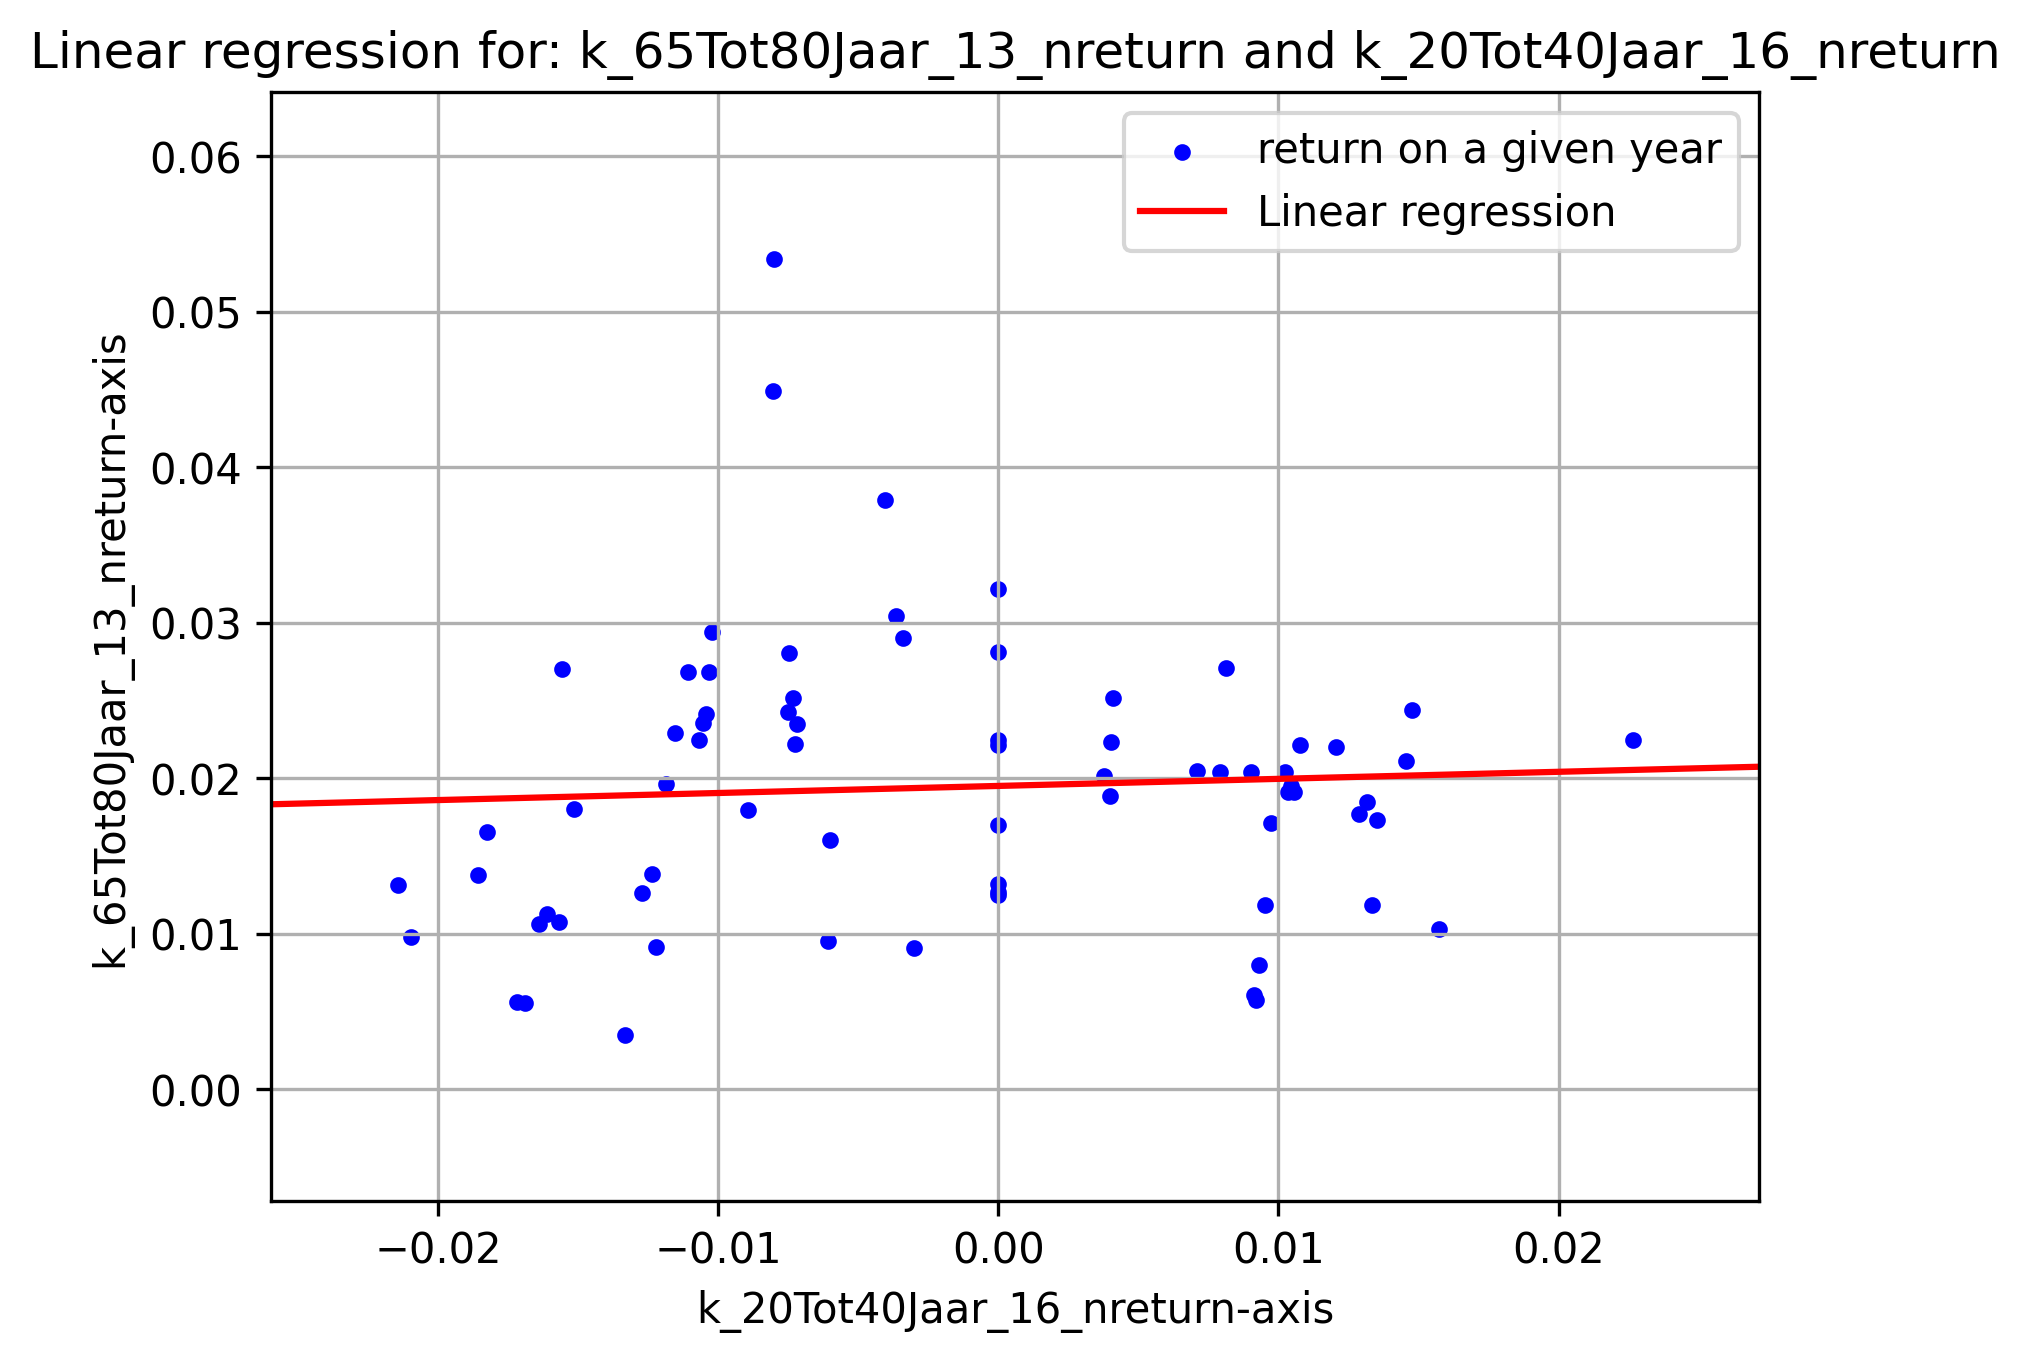 Linear regression for: k_65Tot80Jaar_13_nreturn and k_20Tot40Jaar_16_nreturn
return on a given year
Linear regression
0.06
0.05
0.04
0.03
0.02
0.01
0.00
k_65Tot80Jaar_13_nreturn-axis
−0.02
−0.01
0.00
0.01
0.02
k_20Tot40Jaar_16_nreturn-axis